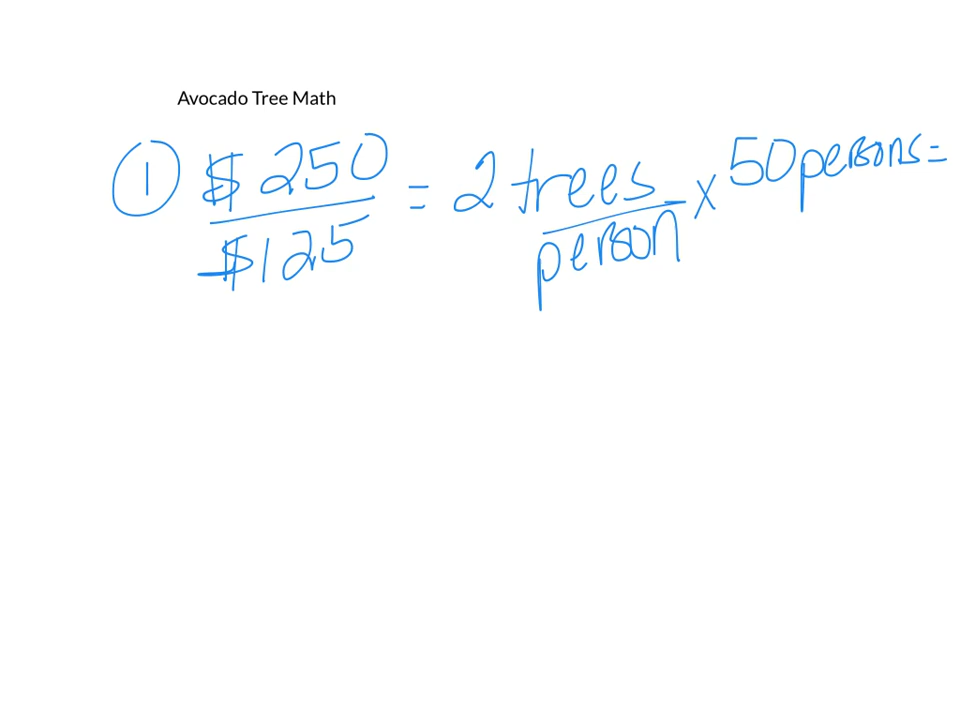 Avocado Tree Math
① $250 / $125 = 2 trees / person × 50 persons =